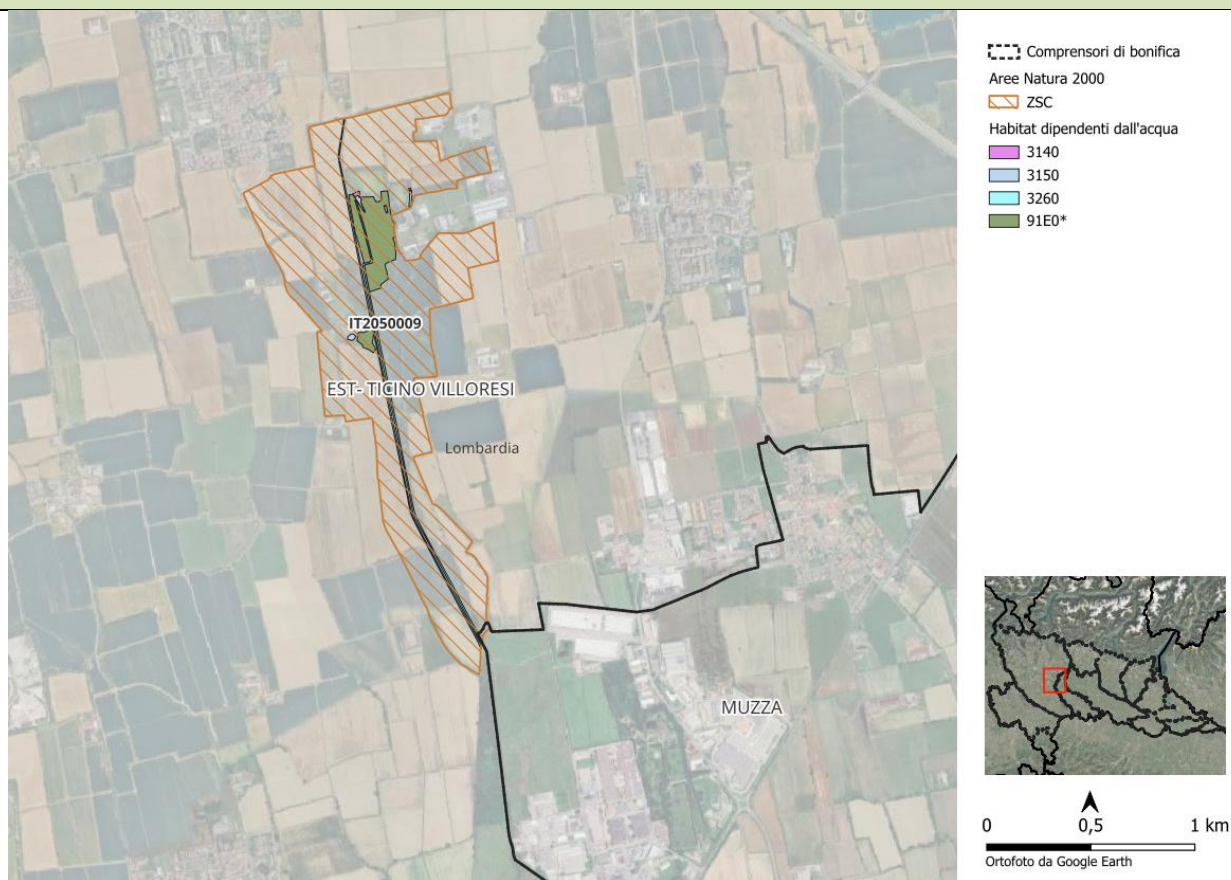 Comprensori di bonifica
Aree Natura 2000
ZSC
Habitat dipendenti dall'acqua
3140
3150
3260
91E0*
IT2050009
EST- TICINO VILLORESI
Lombardia
MUZZA
0 0,5 1 km
Ortofoto da Google Earth